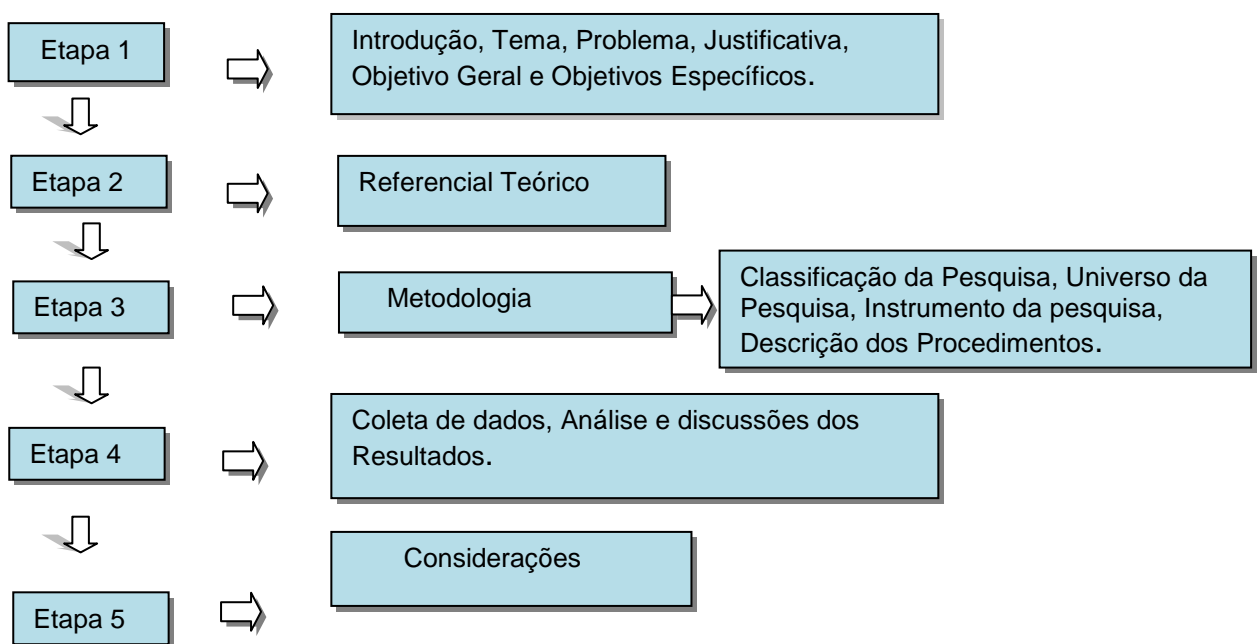 Etapa 1
Introdução, Tema, Problema, Justificativa,
Objetivo Geral e Objetivos Específicos.
Etapa 2
Referencial Teórico
Etapa 3
Metodologia
Classificação da Pesquisa, Universo da
Pesquisa, Instrumento da pesquisa,
Descrição dos Procedimentos.
Etapa 4
Coleta de dados, Análise e discussões dos
Resultados.
Etapa 5
Considerações